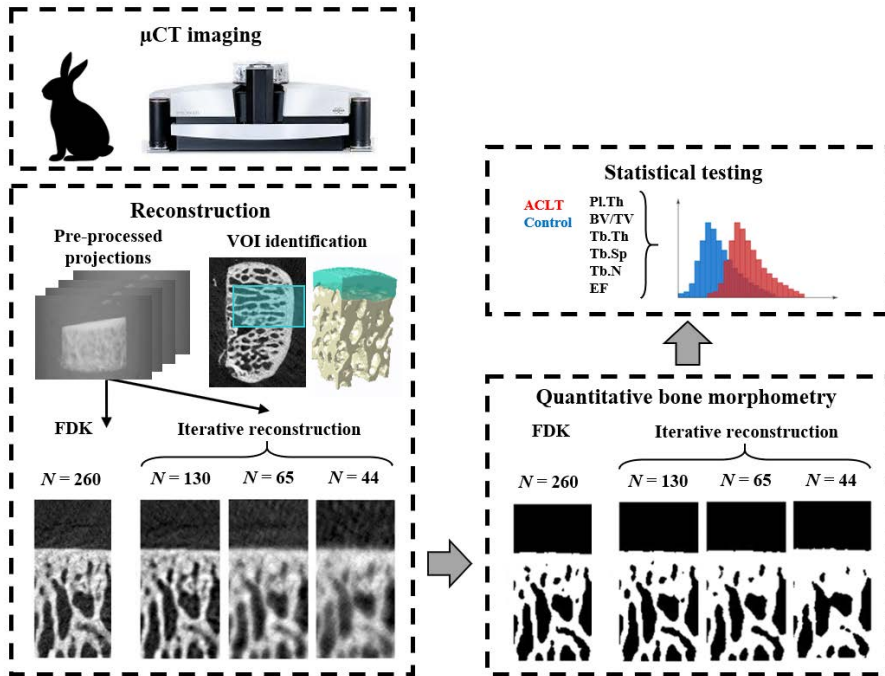 μCT imaging
Reconstruction
Pre-processed
projections
VOI identification
FDK
Iterative reconstruction
N = 260
N = 130
N = 65
N = 44
Statistical testing
ACLT
Control
Pl.Th
BV/TV
Tb.Th
Tb.Sp
Tb.N
EF
Quantitative bone morphometry
FDK
Iterative reconstruction
N = 260
N = 130
N = 65
N = 44